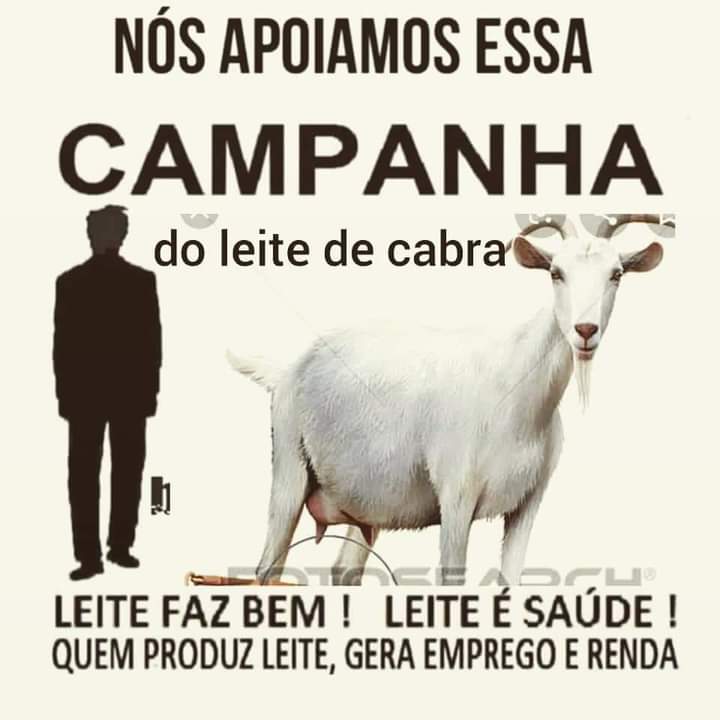 NÓS APOIAMOS ESSA
CAMPANHA
do leite de cabra
FOTOSEARCH®
LEITE FAZ BEM ! LEITE É SAÚDE !
QUEM PRODUZ LEITE, GERA EMPREGO E RENDA